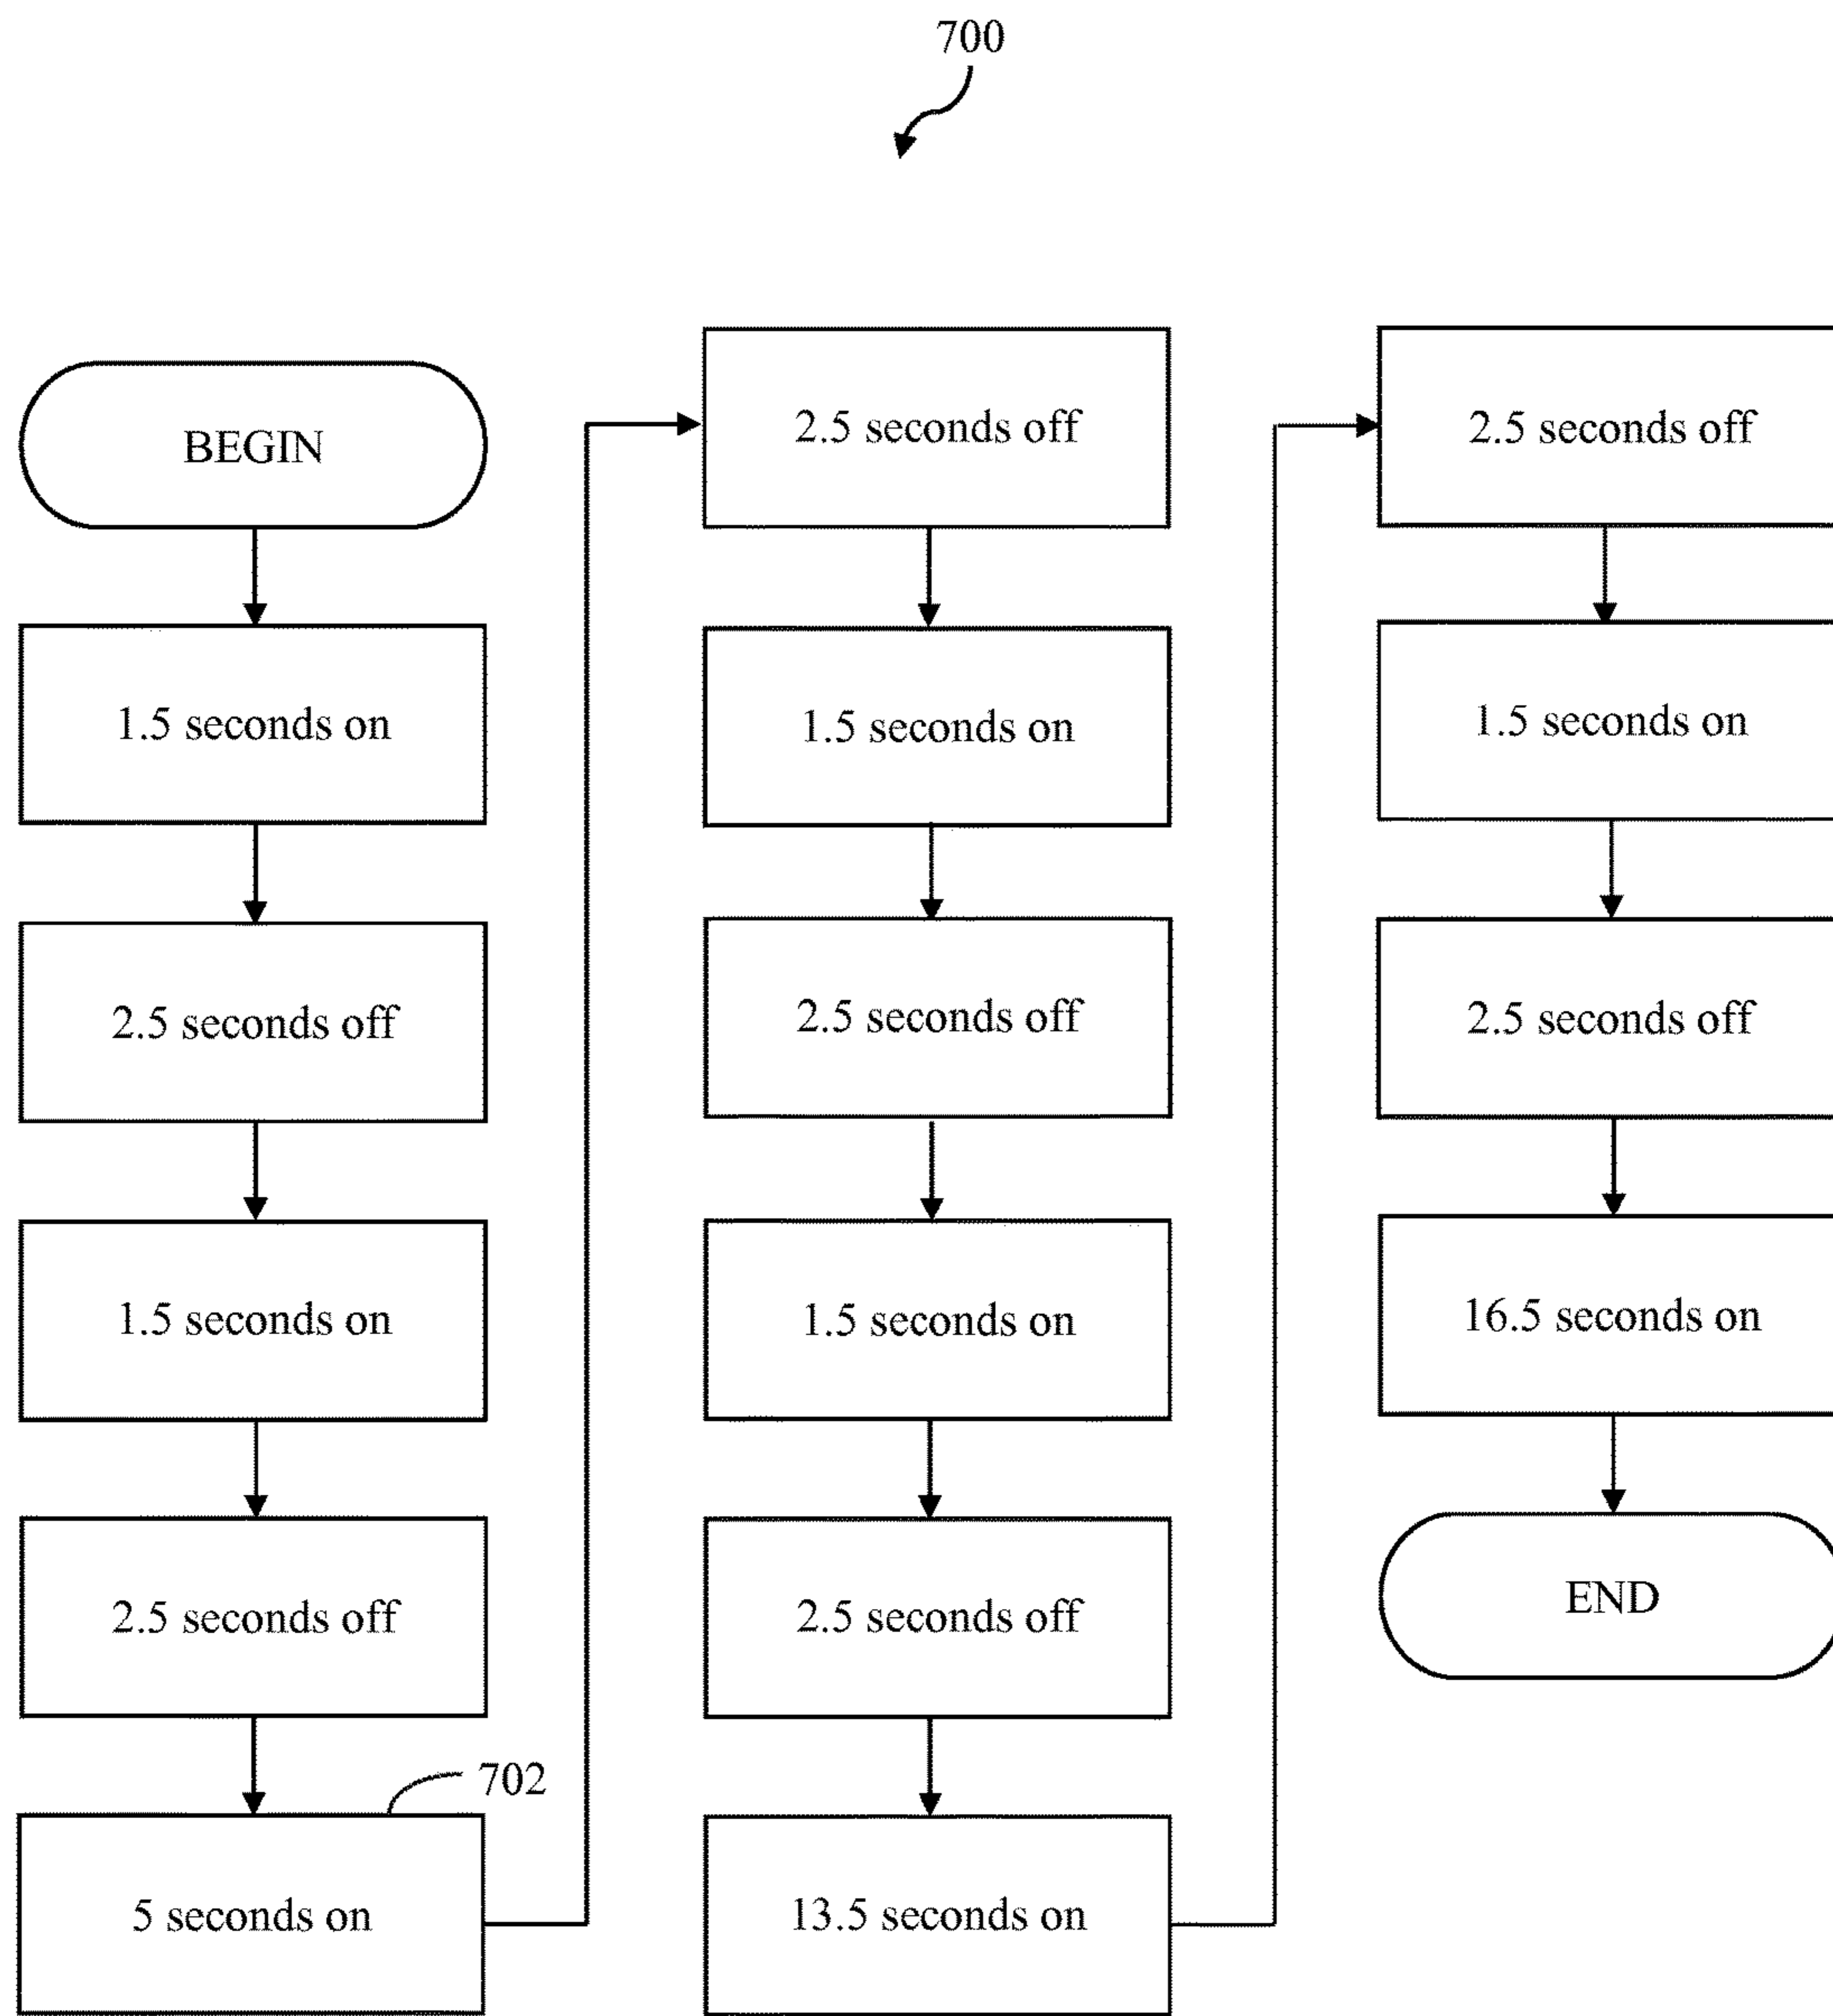 700
BEGIN
1.5 seconds on
2.5 seconds off
1.5 seconds on
2.5 seconds off
702
5 seconds on
2.5 seconds off
1.5 seconds on
2.5 seconds off
1.5 seconds on
2.5 seconds off
13.5 seconds on
2.5 seconds off
1.5 seconds on
2.5 seconds off
16.5 seconds on
END